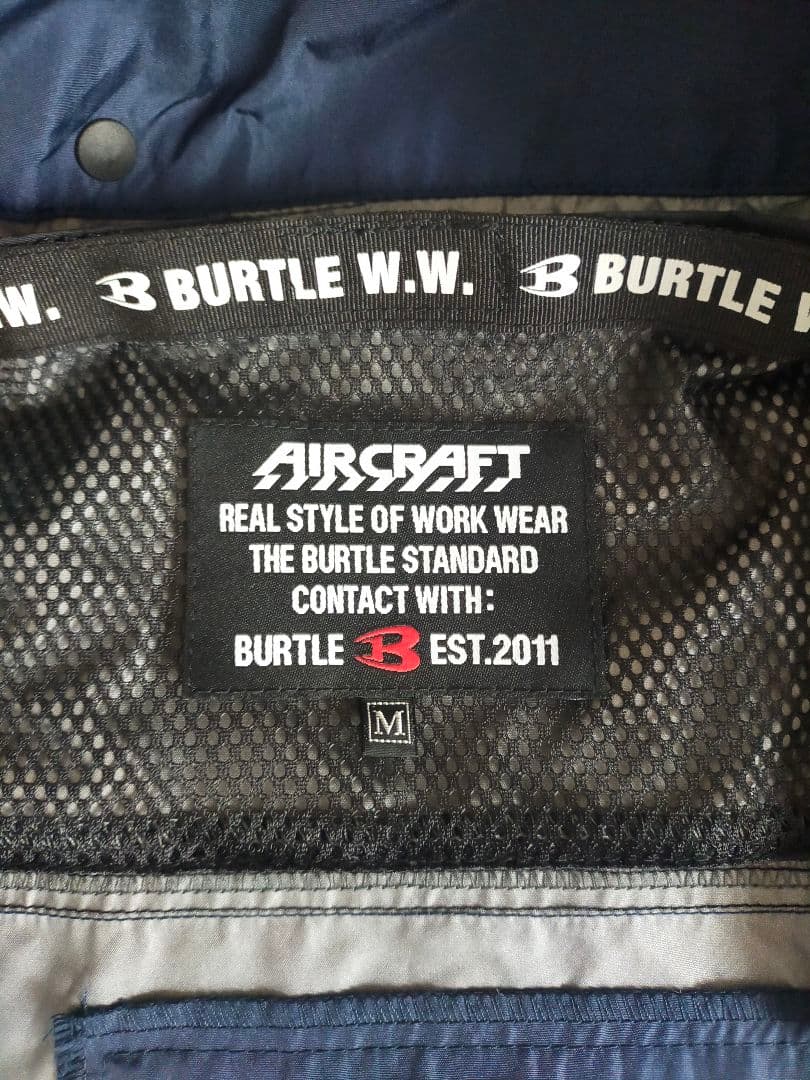 W. B BURTLE W.W. B BURTLE W
AIRCRAFT
REAL STYLE OF WORK WEAR
THE BURTLE STANDARD
CONTACT WITH:
BURTLE B EST.2011
M